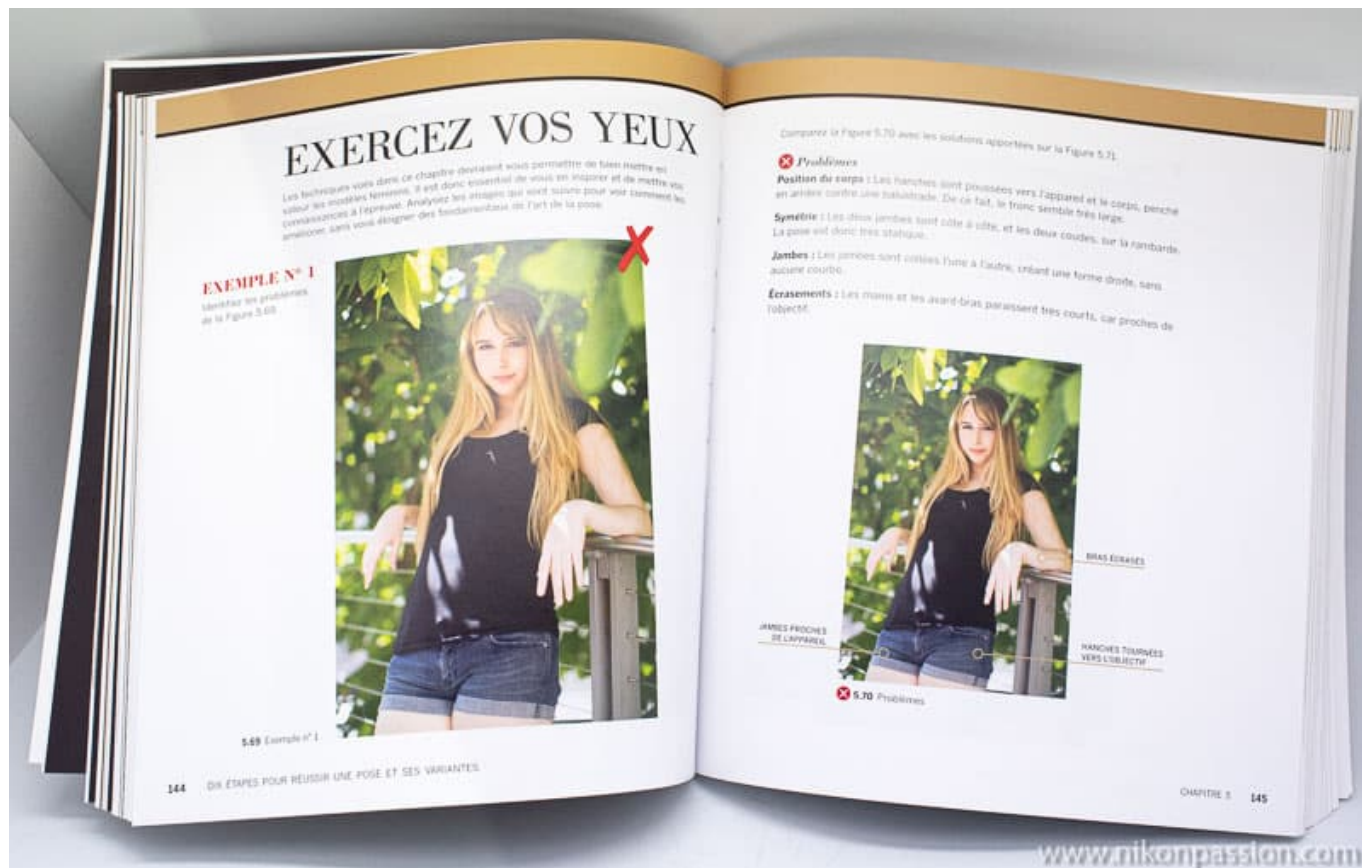 EXERCEZ VOS YEUX
Les techniques vues dans ce chapitre devraient vous permettre de bien mettre en
valeur les modèles féminins. Il est donc essentiel de vous en inspirer et de mettre vos
connaissances à l'épreuve. Analysez les images qui vont suivre pour voir comment les
améliorer, sans vous éloigner des fondamentaux de l'art de la pose.
EXEMPLE N° 1
Identifiez les problèmes
de la Figure 5.69.
5.69 Exemple n° 1
144 DIX ÉTAPES POUR RÉUSSIR UNE POSE ET SES VARIANTES
Comparez la Figure 5.70 avec les solutions apportées sur la Figure 5.71.
Problèmes
Position du corps : Les hanches sont poussées vers l'appareil et le corps, penché
en arrière contre une balustrade. De ce fait, le tronc semble très large.
Symétrie : Les deux jambes sont côte à côte, et les deux coudes, sur la rambarde.
La pose est donc très statique.
Jambes : Les jambes sont collées l'une à l'autre, créant une forme droite, sans
aucune courbe.
Écrasements : Les mains et les avant-bras paraissent très courts, car proches de
l'objectif.
BRAS ÉCRASÉS
JAMBES PROCHES
DE L'APPAREIL
HANCHES TOURNÉES
VERS L'OBJECTIF
5.70 Problèmes
CHAPITRE 5 145
www.nikonpassion.com